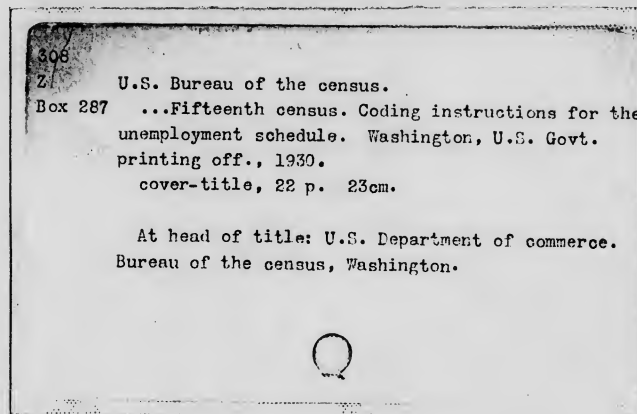 308
Z U.S. Bureau of the census.
Box 287 ...Fifteenth census. Coding instructions for the
unemployment schedule. Washington, U.S. Govt.
printing off., 1930.
cover-title, 22 p. 23cm.
At head of title: U.S. Department of commerce.
Bureau of the census, Washington.